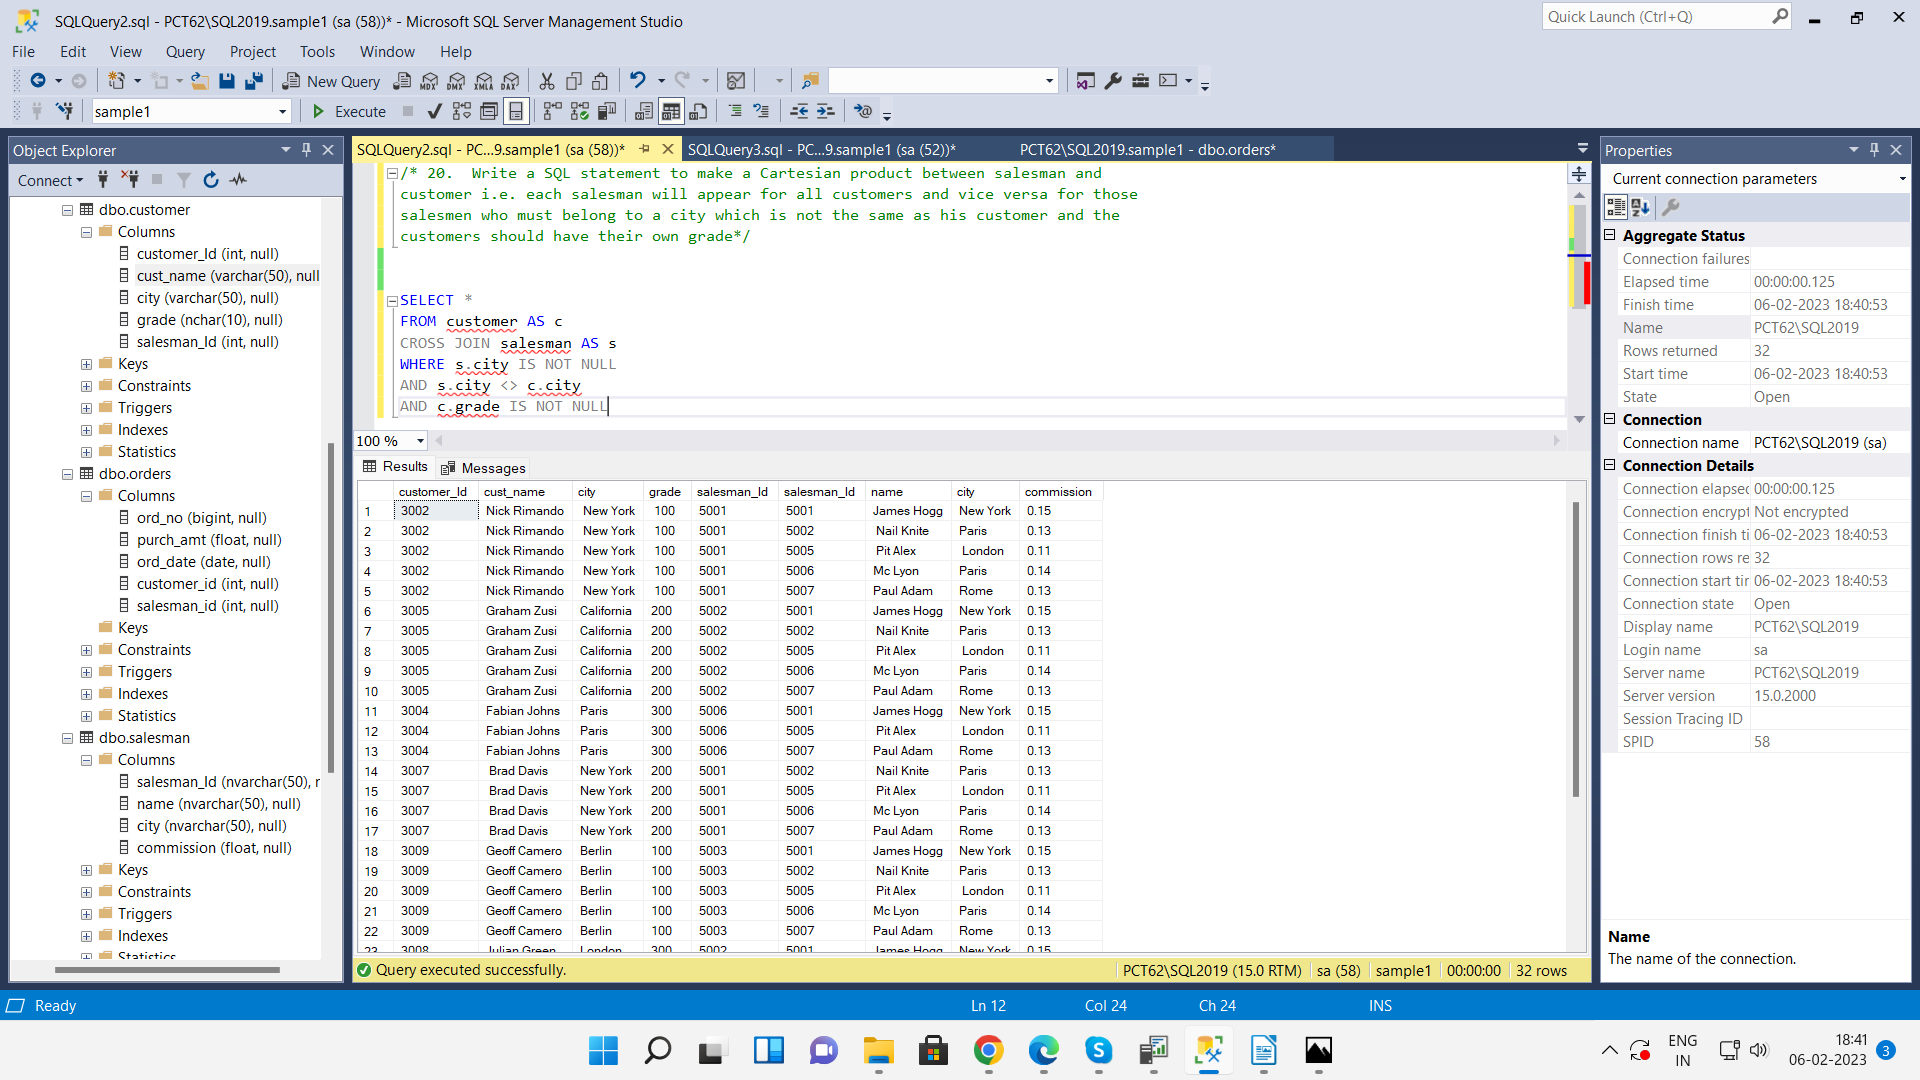 SQLQuery2.sql - PCT62\SQL2019.sample1 (sa (58))* - Microsoft SQL Server Management Studio
Quick Launch (Ctrl+Q)
File Edit View Query Project Tools Window Help
New Query MDX DMX XMLA DAX
sample1 Execute
Object Explorer
Connect
dbo.customer
Columns
customer_Id (int, null)
cust_name (varchar(50), null
city (varchar(50), null)
grade (nchar(10), null)
salesman_Id (int, null)
Keys
Constraints
Triggers
Indexes
Statistics
dbo.orders
Columns
ord_no (bigint, null)
purch_amt (float, null)
ord_date (date, null)
customer_id (int, null)
salesman_id (int, null)
Keys
Constraints
Triggers
Indexes
Statistics
dbo.salesman
Columns
salesman_Id (nvarchar(50), r
name (nvarchar(50), null)
city (nvarchar(50), null)
commission (float, null)
Keys
Constraints
Triggers
Indexes
Statistics
SQLQuery2.sql - PC...9.sample1 (sa (58))* SQLQuery3.sql - PC...9.sample1 (sa (52))* PCT62\SQL2019.sample1 - dbo.orders*
/* 20. Write a SQL statement to make a Cartesian product between salesman and
customer i.e. each salesman will appear for all customers and vice versa for those
salesmen who must belong to a city which is not the same as his customer and the
customers should have their own grade*/
SELECT *
FROM customer AS c
CROSS JOIN salesman AS s
WHERE s.city IS NOT NULL
AND s.city <> c.city
AND c.grade IS NOT NULL
100 %
Results Messages
customer_Id cust_name city grade salesman_Id salesman_Id name city commission
1 3002 Nick Rimando New York 100 5001 5001 James Hogg New York 0.15
2 3002 Nick Rimando New York 100 5001 5002 Nail Knite Paris 0.13
3 3002 Nick Rimando New York 100 5001 5005 Pit Alex London 0.11
4 3002 Nick Rimando New York 100 5001 5006 Mc Lyon Paris 0.14
5 3002 Nick Rimando New York 100 5001 5007 Paul Adam Rome 0.13
6 3005 Graham Zusi California 200 5002 5001 James Hogg New York 0.15
7 3005 Graham Zusi California 200 5002 5002 Nail Knite Paris 0.13
8 3005 Graham Zusi California 200 5002 5005 Pit Alex London 0.11
9 3005 Graham Zusi California 200 5002 5006 Mc Lyon Paris 0.14
10 3005 Graham Zusi California 200 5002 5007 Paul Adam Rome 0.13
11 3004 Fabian Johns Paris 300 5006 5001 James Hogg New York 0.15
12 3004 Fabian Johns Paris 300 5006 5005 Pit Alex London 0.11
13 3004 Fabian Johns Paris 300 5006 5007 Paul Adam Rome 0.13
14 3007 Brad Davis New York 200 5001 5002 Nail Knite Paris 0.13
15 3007 Brad Davis New York 200 5001 5005 Pit Alex London 0.11
16 3007 Brad Davis New York 200 5001 5006 Mc Lyon Paris 0.14
17 3007 Brad Davis New York 200 5001 5007 Paul Adam Rome 0.13
18 3009 Geoff Camero Berlin 100 5003 5001 James Hogg New York 0.15
19 3009 Geoff Camero Berlin 100 5003 5002 Nail Knite Paris 0.13
20 3009 Geoff Camero Berlin 100 5003 5005 Pit Alex London 0.11
21 3009 Geoff Camero Berlin 100 5003 5006 Mc Lyon Paris 0.14
22 3009 Geoff Camero Berlin 100 5003 5007 Paul Adam Rome 0.13
23 3008 Julian Green London 300 5002 5001 James Hogg New York 0.15
Query executed successfully. PCT62\SQL2019 (15.0 RTM) sa (58) sample1 00:00:00 32 rows
Properties
Current connection parameters
Aggregate Status
Connection failures
Elapsed time 00:00:00.125
Finish time 06-02-2023 18:40:53
Name PCT62\SQL2019
Rows returned 32
Start time 06-02-2023 18:40:53
State Open
Connection
Connection name PCT62\SQL2019 (sa)
Connection Details
Connection elapsec 00:00:00.125
Connection encrypt Not encrypted
Connection finish ti 06-02-2023 18:40:53
Connection rows re 32
Connection start tir 06-02-2023 18:40:53
Connection state Open
Display name PCT62\SQL2019
Login name sa
Server name PCT62\SQL2019
Server version 15.0.2000
Session Tracing ID
SPID 58
Name
The name of the connection.
Ready Ln 12 Col 24 Ch 24 INS
ENG
IN
18:41
06-02-2023
3